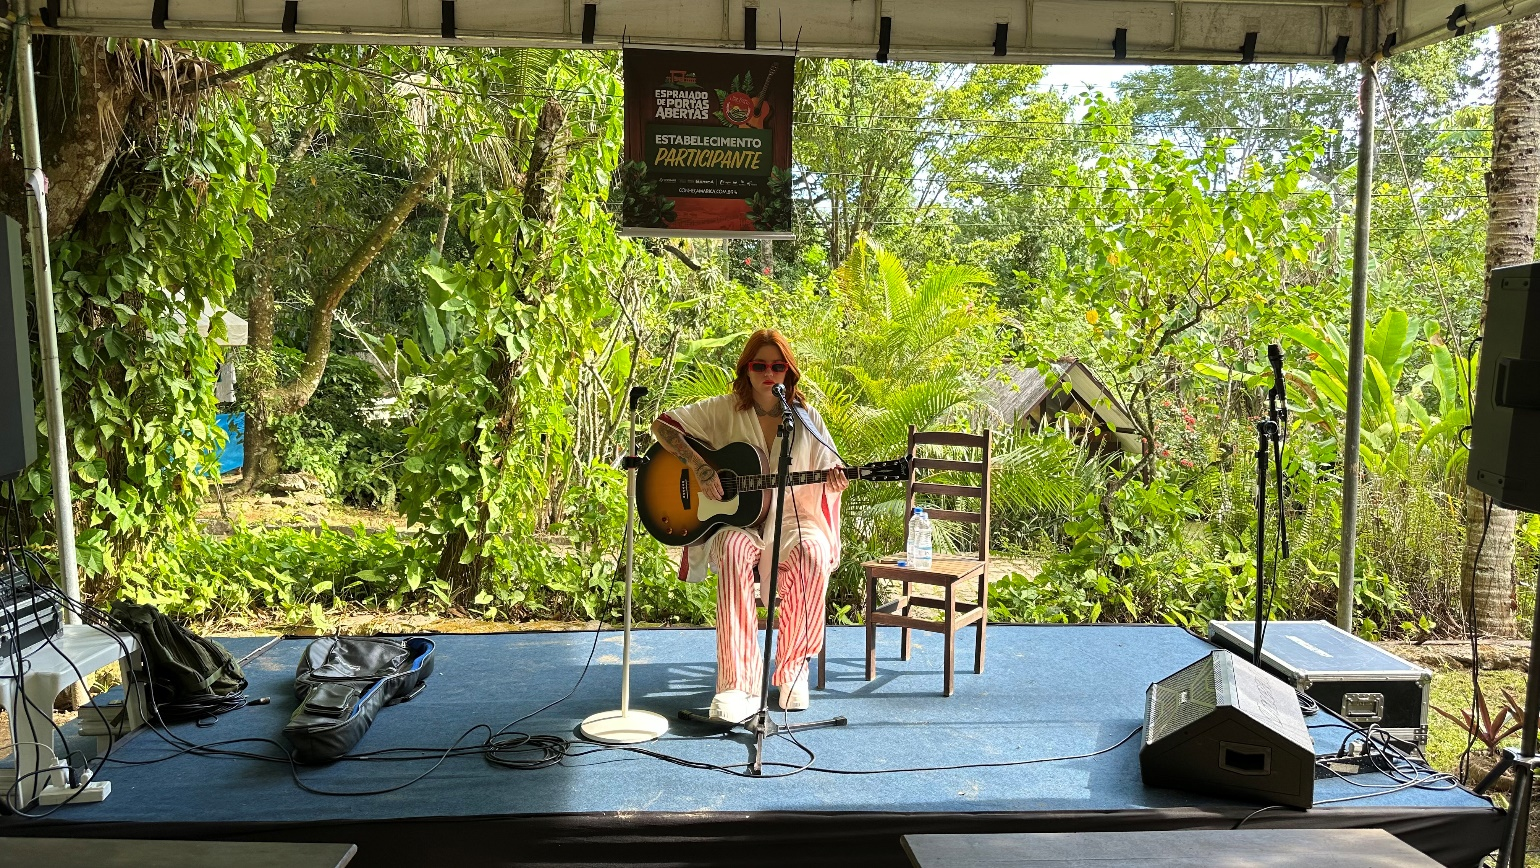 ESPRAIADO
DE PORTAS
ABERTAS
ESTABELECIMENTO
PARTICIPANTE